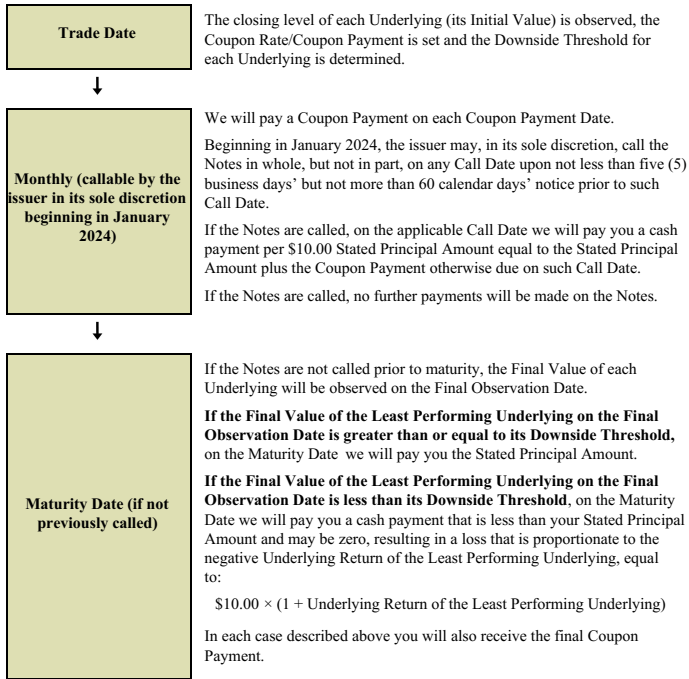 Trade Date
The closing level of each Underlying (its Initial Value) is observed, the
Coupon Rate/Coupon Payment is set and the Downside Threshold for
each Underlying is determined.
Monthly (callable by the
issuer in its sole discretion
beginning in January
2024)
We will pay a Coupon Payment on each Coupon Payment Date.
Beginning in January 2024, the issuer may, in its sole discretion, call the
Notes in whole, but not in part, on any Call Date upon not less than five (5)
business days’ but not more than 60 calendar days’ notice prior to such
Call Date.
If the Notes are called, on the applicable Call Date we will pay you a cash
payment per $10.00 Stated Principal Amount equal to the Stated Principal
Amount plus the Coupon Payment otherwise due on such Call Date.
If the Notes are called, no further payments will be made on the Notes.
Maturity Date (if not
previously called)
If the Notes are not called prior to maturity, the Final Value of each
Underlying will be observed on the Final Observation Date.
If the Final Value of the Least Performing Underlying on the Final
Observation Date is greater than or equal to its Downside Threshold,
on the Maturity Date we will pay you the Stated Principal Amount.
If the Final Value of the Least Performing Underlying on the Final
Observation Date is less than its Downside Threshold, on the Maturity
Date we will pay you a cash payment that is less than your Stated Principal
Amount and may be zero, resulting in a loss that is proportionate to the
negative Underlying Return of the Least Performing Underlying, equal
to:
$10.00 × (1 + Underlying Return of the Least Performing Underlying)
In each case described above you will also receive the final Coupon
Payment.